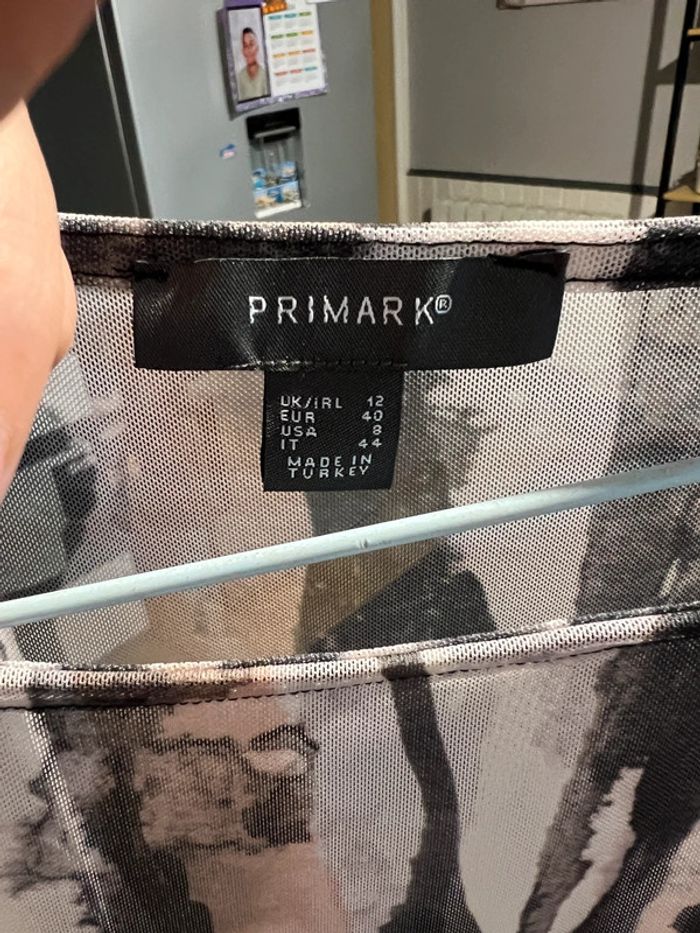 PRIMARK®
UK/IRL 12
EUR 40
USA 8
IT 44
MADE IN
TURKEY